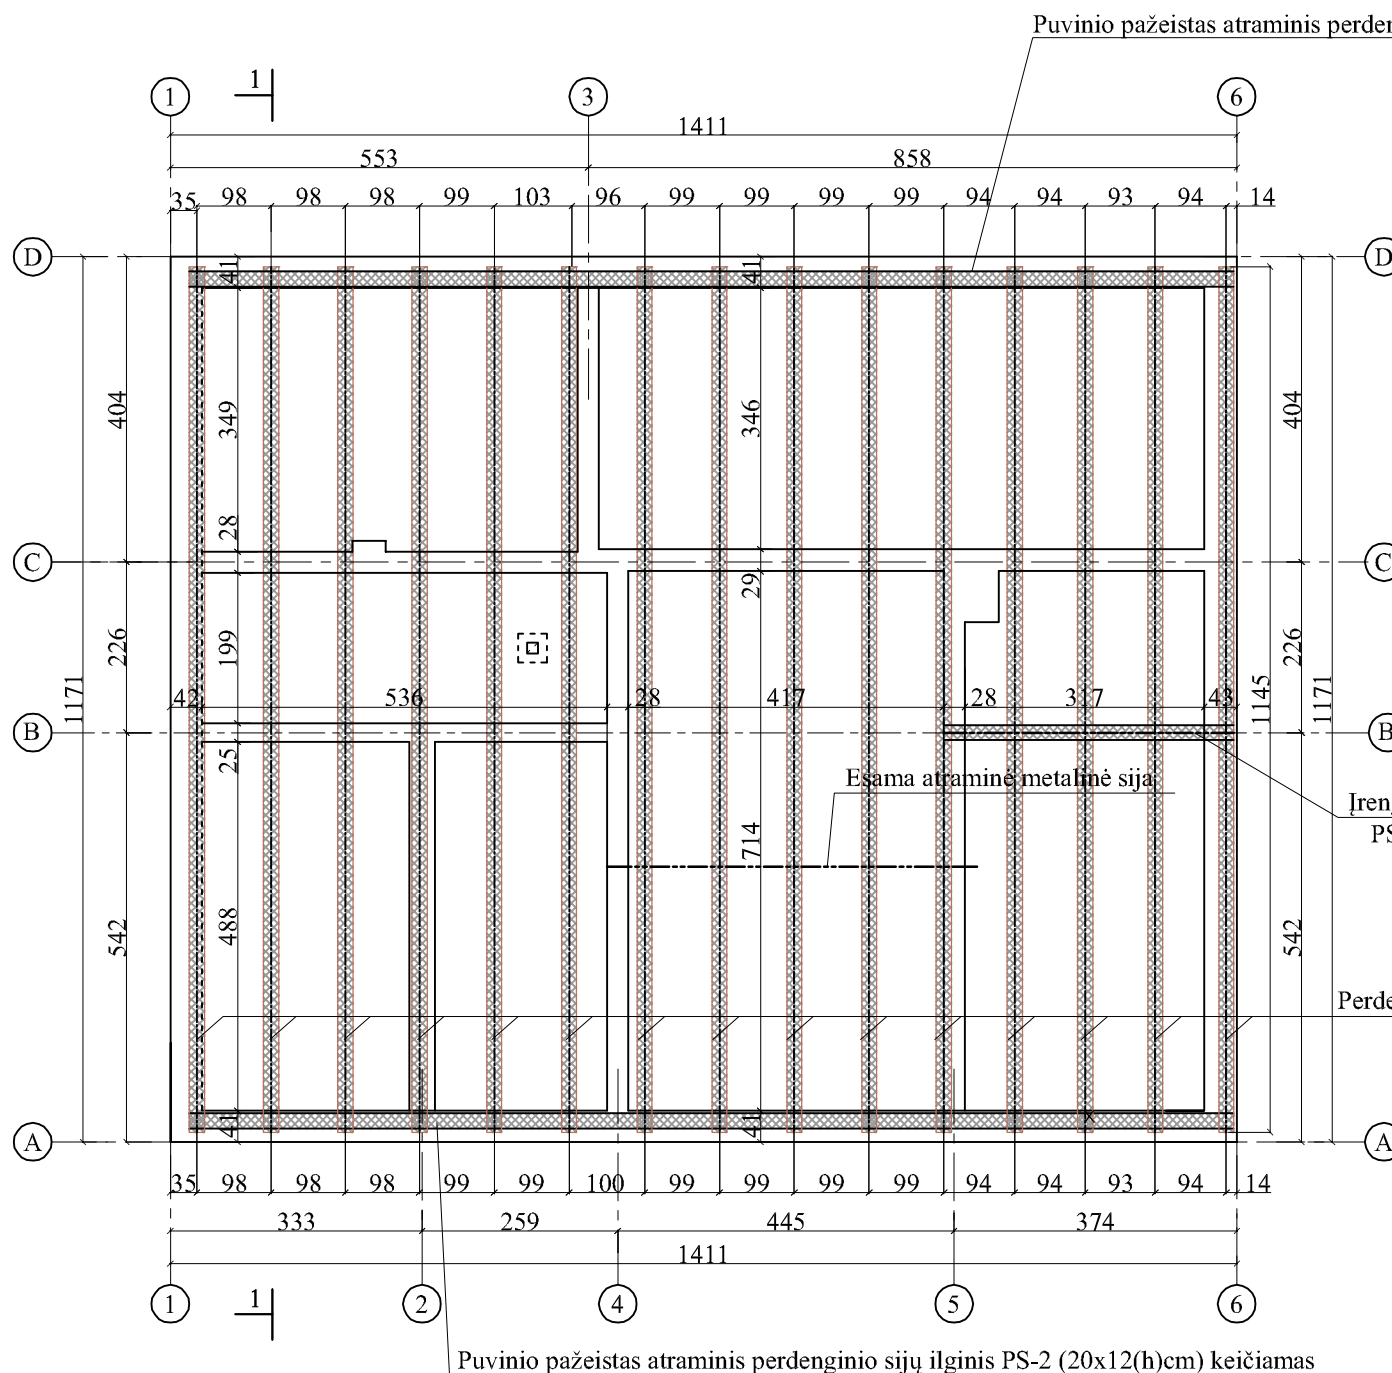 Puvinio pažeistas atraminis
1
1 3 6
1411
553 858
35 98 98 98 99 103 96 99 99 99 99 94 94 93 94 14
D 41 41 D
404 349 346 404
28
C C
29
226 199 226
1171 42 536 28 417 28 317 43 1145 1171
B B
25
Esama atraminė metalinė sija
714
542 488 542
41 41
A A
35 98 98 98 99 99 100 99 99 99 99 94 94 93 94 14
333 259 445 374
1411
1 1 2 4 5 6
Puvinio pažeistas atraminis perdenginio sijų ilginis PS-2 (20x12(h)cm) keičiamas